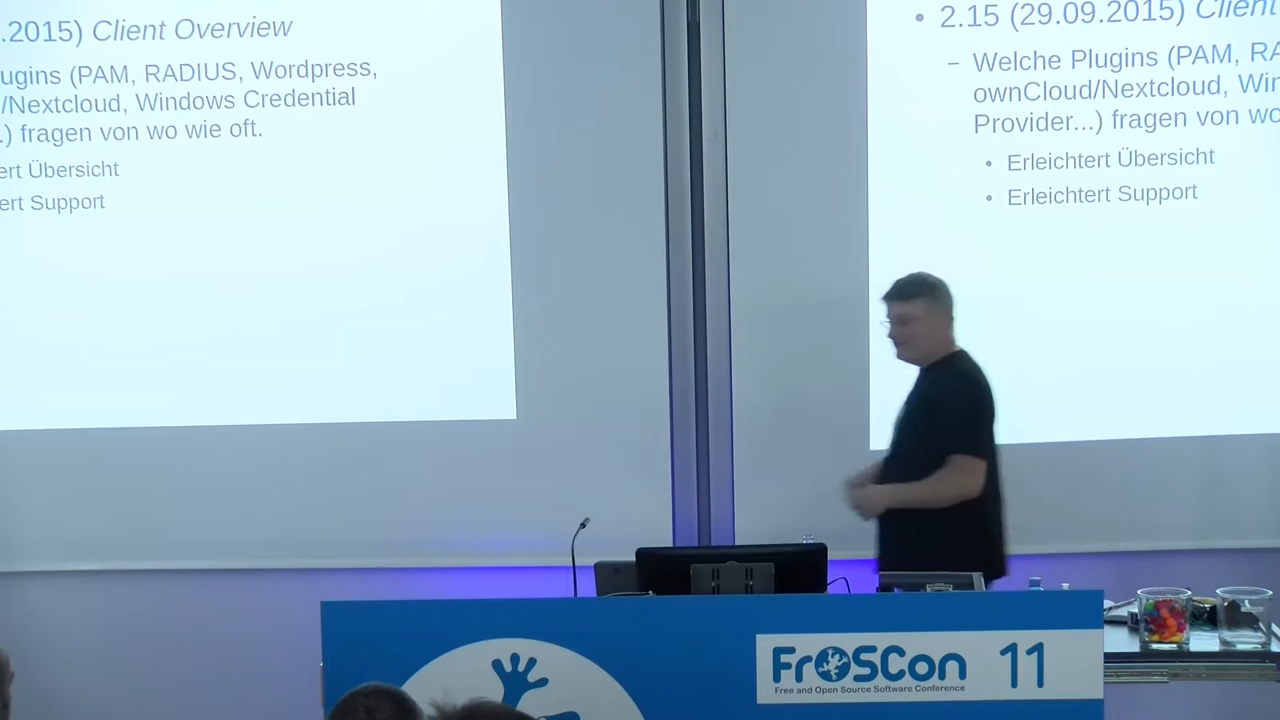 .2015) Client Overview
ugins (PAM, RADIUS, Wordpress,
/Nextcloud, Windows Credential
.) fragen von wo wie oft.
ert Übersicht
ert Support
• 2.15 (29.09.2015) Client
– Welche Plugins (PAM, RA
ownCloud/Nextcloud, Win
Provider...) fragen von wo
• Erleichtert Übersicht
• Erleichtert Support
FrOSCon 11
Free and Open Source Software Conference